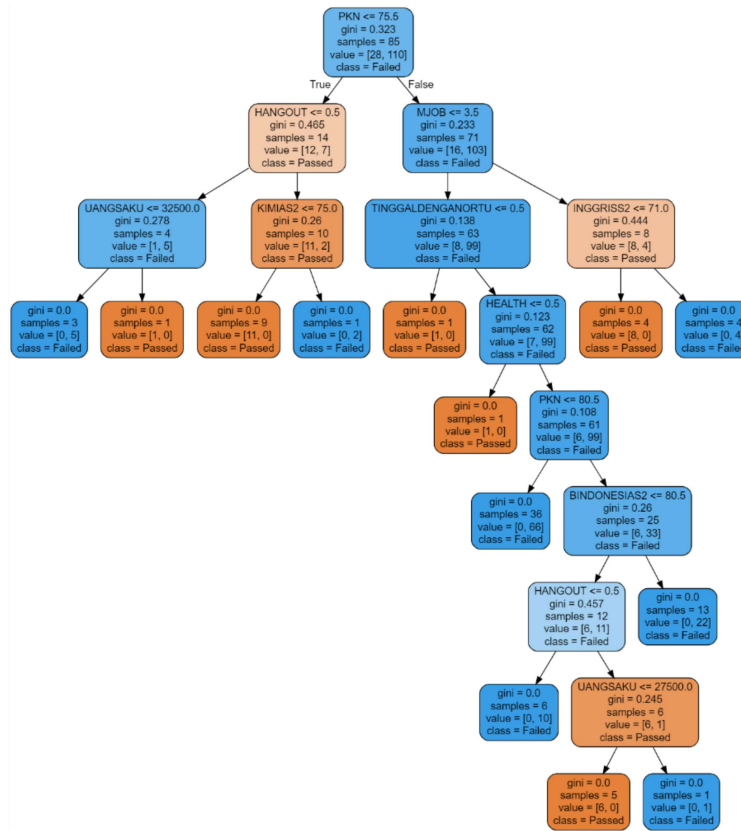 PKN <= 75.5
gini = 0.323
samples = 85
value = [28, 110]
class = Failed
True
False
HANGOUT <= 0.5
gini = 0.465
samples = 14
value = [12, 7]
class = Passed
MJOB <= 3.5
gini = 0.233
samples = 71
value = [16, 103]
class = Failed
UANGSAKU <= 32500.0
gini = 0.278
samples = 4
value = [1, 5]
class = Failed
KIMIAS2 <= 75.0
gini = 0.26
samples = 10
value = [11, 2]
class = Passed
TINGGALDENGANORTU <= 0.5
gini = 0.138
samples = 63
value = [8, 99]
class = Failed
INGGRISS2 <= 71.0
gini = 0.444
samples = 8
value = [8, 4]
class = Passed
gini = 0.0
samples = 3
value = [0, 5]
class = Failed
gini = 0.0
samples = 1
value = [1, 0]
class = Passed
gini = 0.0
samples = 9
value = [11, 0]
class = Passed
gini = 0.0
samples = 1
value = [0, 2]
class = Failed
gini = 0.0
samples = 1
value = [1, 0]
class = Passed
HEALTH <= 0.5
gini = 0.123
samples = 62
value = [7, 99]
class = Failed
gini = 0.0
samples = 4
value = [8, 0]
class = Passed
gini = 0.0
samples = 4
value = [0, 4]
class = Failed
gini = 0.0
samples = 1
value = [1, 0]
class = Passed
PKN <= 80.5
gini = 0.108
samples = 61
value = [6, 99]
class = Failed
gini = 0.0
samples = 36
value = [0, 66]
class = Failed
BINDONESIAS2 <= 80.5
gini = 0.26
samples = 25
value = [6, 33]
class = Failed
HANGOUT <= 0.5
gini = 0.457
samples = 12
value = [6, 11]
class = Failed
gini = 0.0
samples = 13
value = [0, 22]
class = Failed
gini = 0.0
samples = 6
value = [0, 10]
class = Failed
UANGSAKU <= 27500.0
gini = 0.245
samples = 6
value = [6, 1]
class = Passed
gini = 0.0
samples = 5
value = [6, 0]
class = Passed
gini = 0.0
samples = 1
value = [0, 1]
class = Failed